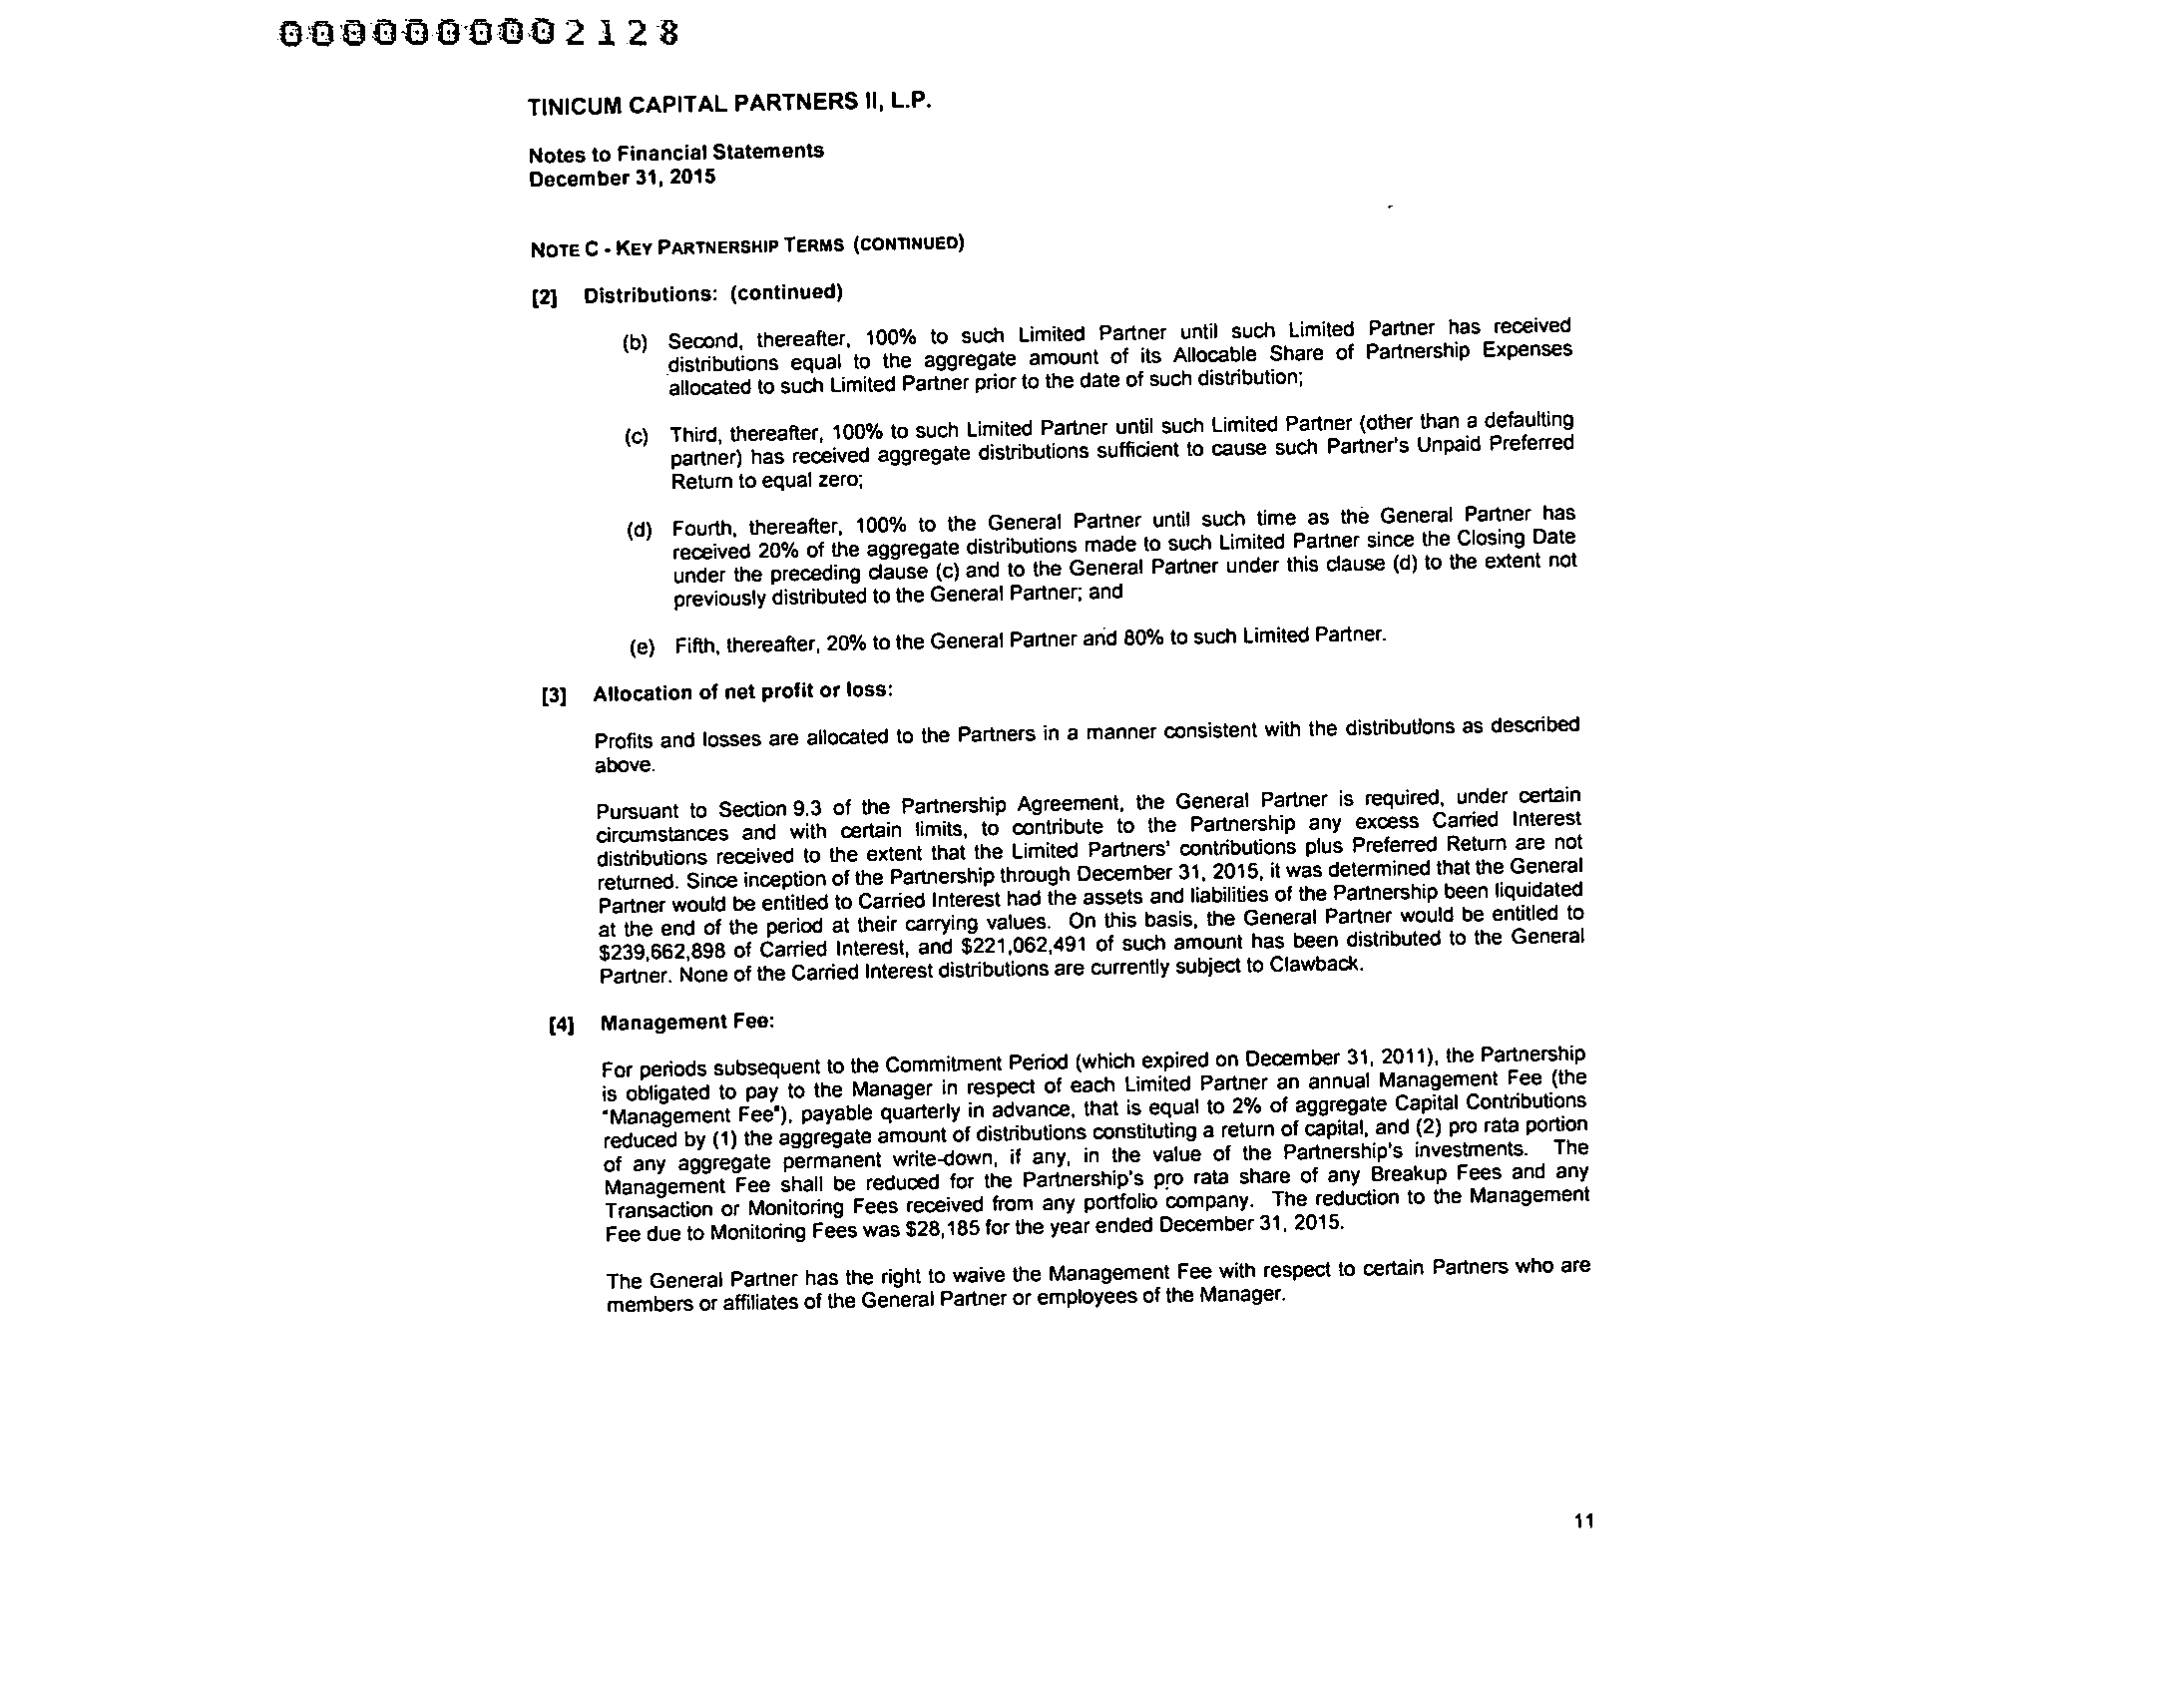 0000000002128
TINICUM CAPITAL PARTNERS II, L.P.
Notes to Financial Statements
December 31, 2015
NOTE C - KEY PARTNERSHIP TERMS (CONTINUED)
[2] Distributions: (continued)
(b) Second, thereafter, 100% to such Limited Partner until such Limited Partner has received
distributions equal to the aggregate amount of its Allocable Share of Partnership Expenses
allocated to such Limited Partner prior to the date of such distribution;
(c) Third, thereafter, 100% to such Limited Partner until such Limited Partner (other than a defaulting
partner) has received aggregate distributions sufficient to cause such Partner's Unpaid Preferred
Return to equal zero;
(d) Fourth, thereafter, 100% to the General Partner until such time as the General Partner has
received 20% of the aggregate distributions made to such Limited Partner since the Closing Date
under the preceding clause (c) and to the General Partner under this clause (d) to the extent not
previously distributed to the General Partner; and
(e) Fifth, thereafter, 20% to the General Partner and 80% to such Limited Partner.
[3] Allocation of net profit or loss:
Profits and losses are allocated to the Partners in a manner consistent with the distributions as described
above.
Pursuant to Section 9.3 of the Partnership Agreement, the General Partner is required, under certain
circumstances and with certain limits, to contribute to the Partnership any excess Carried Interest
distributions received to the extent that the Limited Partners' contributions plus Preferred Return are not
returned. Since inception of the Partnership through December 31, 2015, it was determined that the General
Partner would be entitled to Carried Interest had the assets and liabilities of the Partnership been liquidated
at the end of the period at their carrying values. On this basis, the General Partner would be entitled to
$239,662,898 of Carried Interest, and $221,062,491 of such amount has been distributed to the General
Partner. None of the Carried Interest distributions are currently subject to Clawback.
[4] Management Fee:
For periods subsequent to the Commitment Period (which expired on December 31, 2011), the Partnership
is obligated to pay to the Manager in respect of each Limited Partner an annual Management Fee (the
"Management Fee"), payable quarterly in advance, that is equal to 2% of aggregate Capital Contributions
reduced by (1) the aggregate amount of distributions constituting a return of capital, and (2) pro rata portion
of any aggregate permanent write-down, if any, in the value of the Partnership's investments. The
Management Fee shall be reduced for the Partnership's pro rata share of any Breakup Fees and any
Transaction or Monitoring Fees received from any portfolio company. The reduction to the Management
Fee due to Monitoring Fees was $28,185 for the year ended December 31, 2015.
The General Partner has the right to waive the Management Fee with respect to certain Partners who are
members or affiliates of the General Partner or employees of the Manager.
11